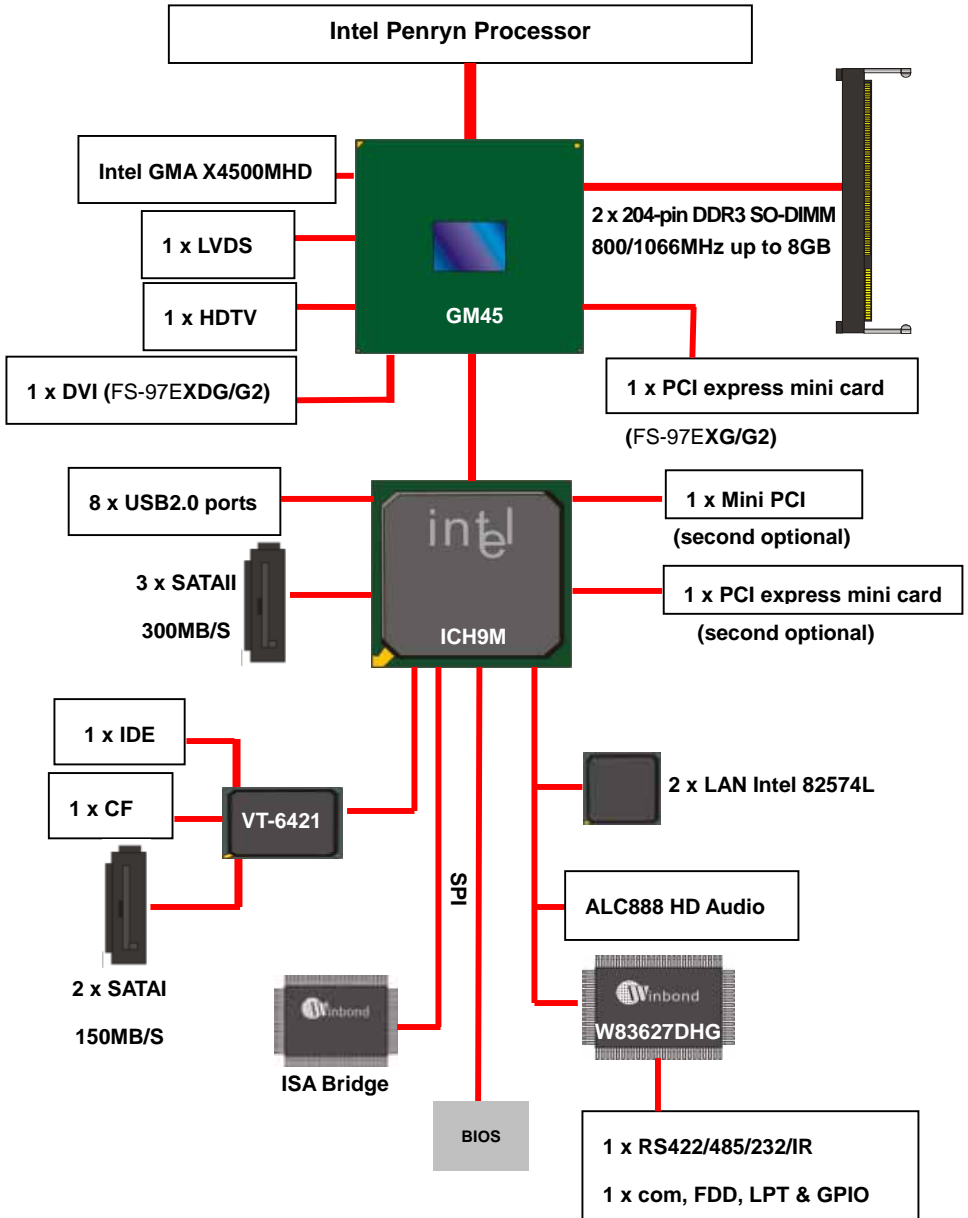 Intel Penryn Processor
Intel GMA X4500MHD
2 x 204-pin DDR3 SO-DIMM
800/1066MHz up to 8GB
1 x LVDS
1 x HDTV
GM45
1 x DVI (FS-97EXDG/G2)
1 x PCI express mini card
(FS-97EXG/G2)
8 x USB2.0 ports
intel
1 x Mini PCI
(second optional)
3 x SATAII
300MB/S
1 x PCI express mini card
(second optional)
ICH9M
1 x IDE
1 x CF
VT-6421
2 x LAN Intel 82574L
SPI
ALC888 HD Audio
2 x SATAI
150MB/S
Winbond
ISA Bridge
Winbond
W83627DHG
BIOS
1 x RS422/485/232/IR
1 x com, FDD, LPT & GPIO